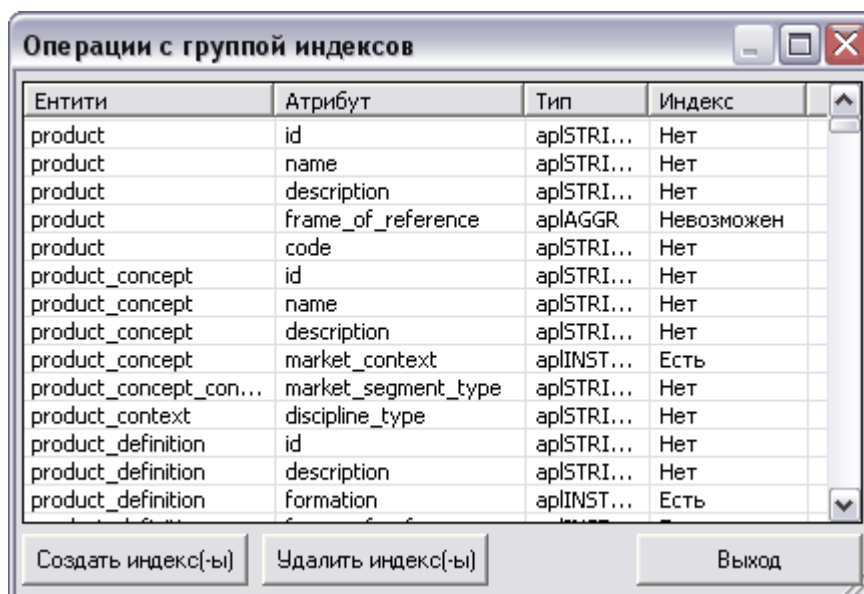 Операции с группой индексов
Ентити Атрибут Тип Индекс
product id aplSTRI... Нет
product name aplSTRI... Нет
product description aplSTRI... Нет
product frame_of_reference aplAGGR Невозможен
product code aplSTRI... Нет
product_concept id aplSTRI... Нет
product_concept name aplSTRI... Нет
product_concept description aplSTRI... Нет
product_concept market_context aplINST... Есть
product_concept_con... market_segment_type aplSTRI... Нет
product_context discipline_type aplSTRI... Нет
product_definition id aplSTRI... Нет
product_definition description aplSTRI... Нет
product_definition formation aplINST... Есть
Создать индекс(-ы) Удалить индекс(-ы) Выход